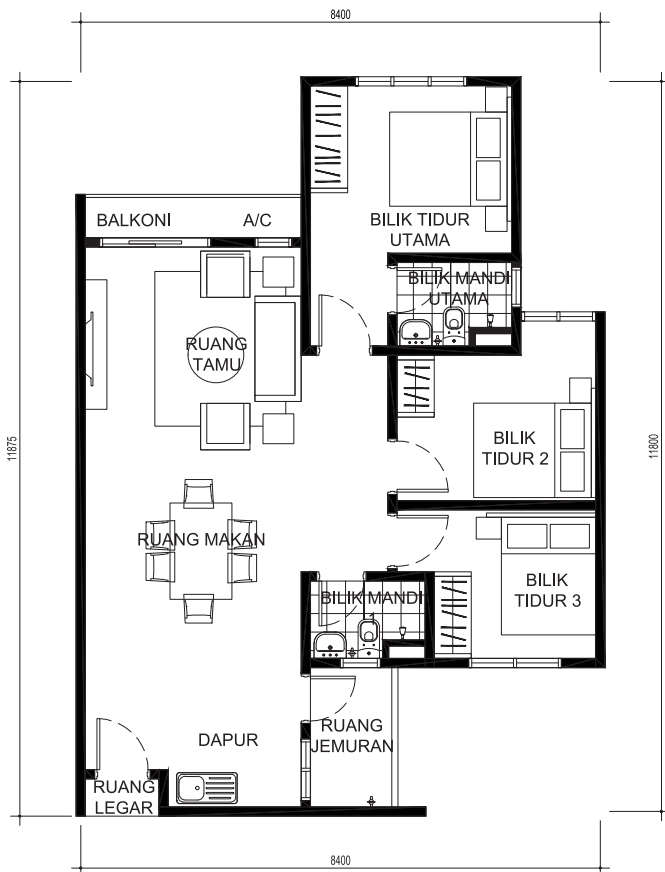 8400
BALKONI
A/C
BILIK TIDUR
UTAMA
BILIK MANDI
UTAMA
RUANG
TAMU
11875
11800
BILIK
TIDUR 2
RUANG MAKAN
BILIK
TIDUR 3
BILIK MANDI
DAPUR
RUANG
JEMURAN
RUANG
LEGAR
8400